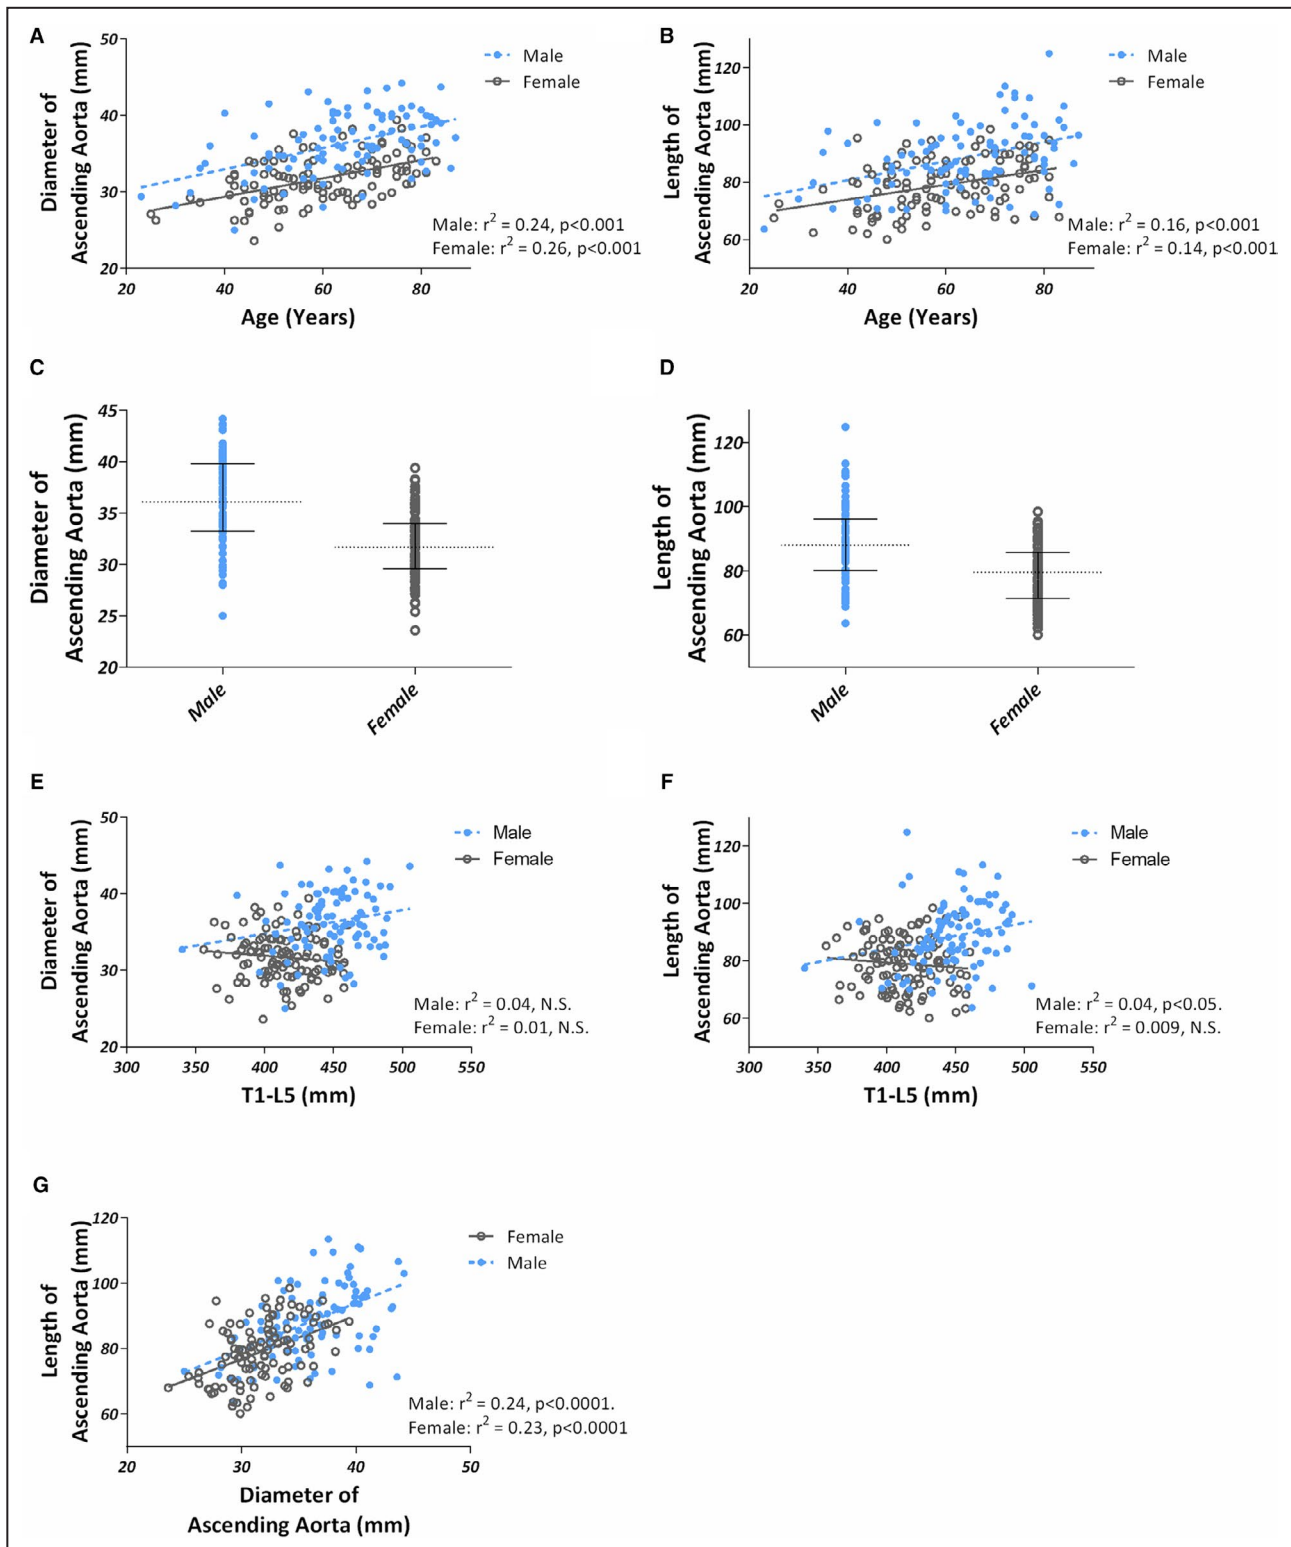 A
Diameter of
Ascending Aorta (mm)
50
40
30
20
20 40 60 80
Age (Years)
Male
Female
Male: r² = 0.24, p<0.001
Female: r² = 0.26, p<0.001
B
Length of
Ascending Aorta (mm)
120
100
80
60
20 40 60 80
Age (Years)
Male
Female
Male: r² = 0.16, p<0.001
Female: r² = 0.14, p<0.001
C
Diameter of
Ascending Aorta (mm)
45
40
35
30
25
20
Male
Female
D
Length of
Ascending Aorta (mm)
120
100
80
60
Male
Female
E
Diameter of
Ascending Aorta (mm)
50
40
30
20
300 350 400 450 500 550
T1-L5 (mm)
Male
Female
Male: r² = 0.04, N.S.
Female: r² = 0.01, N.S.
F
Length of
Ascending Aorta (mm)
120
100
80
60
300 350 400 450 500 550
T1-L5 (mm)
Male
Female
Male: r² = 0.04, p<0.05.
Female: r² = 0.009, N.S.
G
Length of
Ascending Aorta (mm)
120
100
80
60
20 30 40 50
Diameter of
Ascending Aorta (mm)
Female
Male
Male: r² = 0.24, p<0.0001.
Female: r² = 0.23, p<0.0001